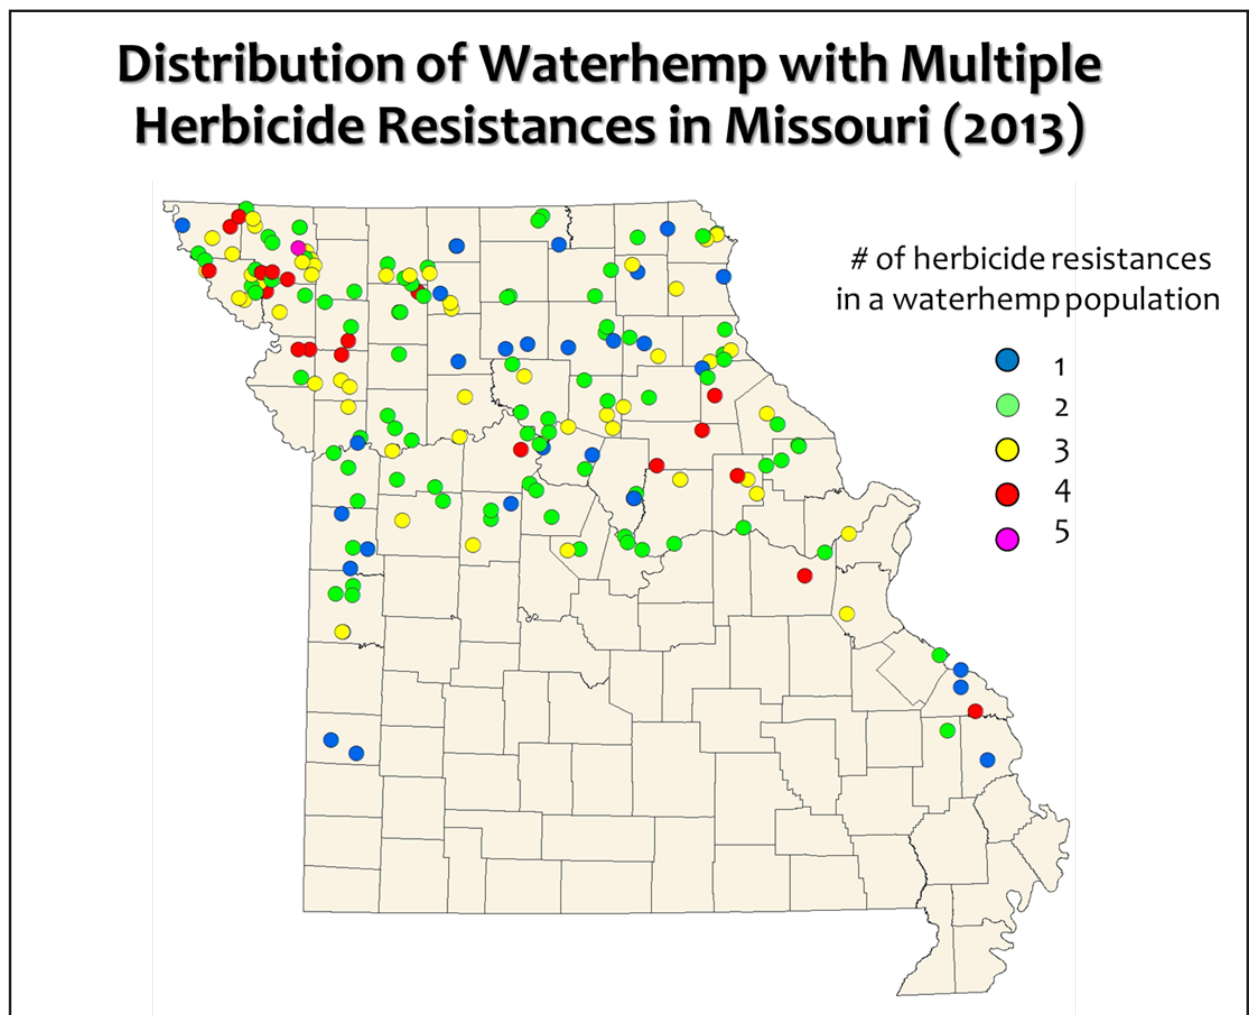 Distribution of Waterhemp with Multiple
Herbicide Resistances in Missouri (2013)
# of herbicide resistances
in a waterhemp population
1
2
3
4
5